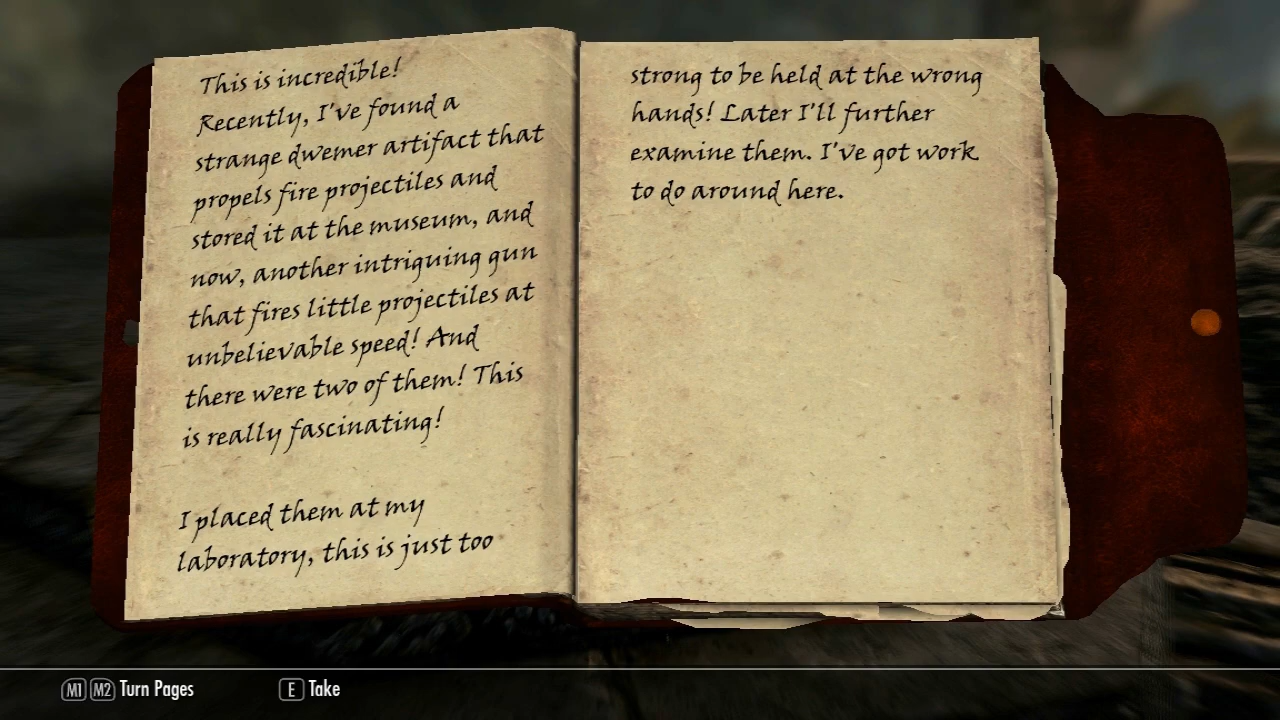 This is incredible!
Recently, I've found a
strange dwemer artifact that
propels fire projectiles and
stored it at the museum, and
now, another intriguing gun
that fires little projectiles at
unbelievable speed! And
there were two of them! This
is really fascinating!
I placed them at my
laboratory, this is just too
strong to be held at the wrong
hands! Later I'll further
examine them. I've got work
to do around here.
M1 M2 Turn Pages
E Take